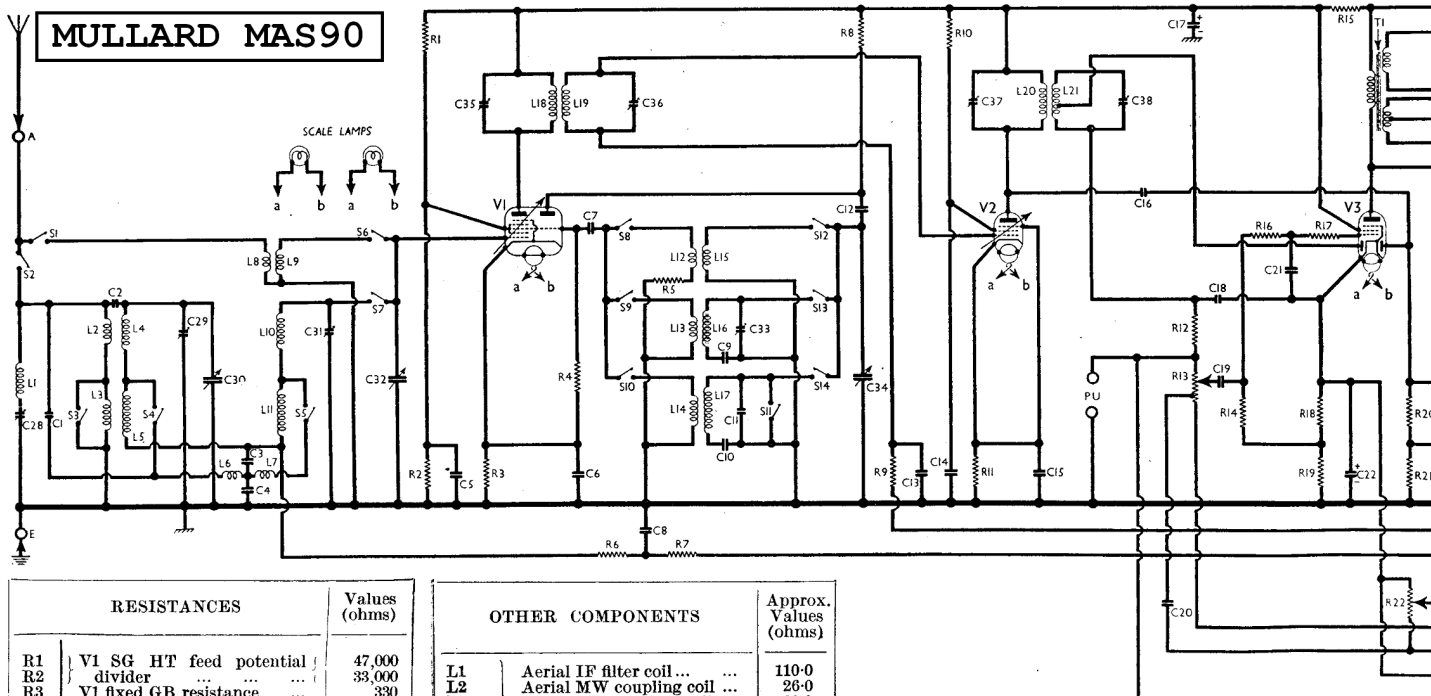 MULLARD MAS90
A
SCALE LAMPS
a b a b
S1
S2
L8 L9
S6
S7
C2
L2 L4
C29
C30
L10
C31
C32
L1
C28
C1
S3
L3
L5
S4
L11
S5
C3
L6 L7
C4
E
R1
C35 L18 L19 C36
V1
a b
C7
R2
C5
R3
R4
C6
S8
S9
S10
L12 L15
R5
L13 L16 C33
C9
L14 L17
C11
S11
C10
S12
S13
S14
R8
C12
C34
C8
R6 R7
R10
C37 L20 L21 C38
V2
a b
R9
C13
C14
R11
C15
C16
C17 + -
R15
T1
V3
R16 R17
C21
a b
C18
R12
R13
C19
PU
R14
R18
R19
C22 + -
R20
R21
R22
C20
RESISTANCES Values (ohms)
R1 V1 SG HT feed potential 47,000
R2 divider ... ... ... 33,000
R3 V1 fixed GB resistance ... 330
OTHER COMPONENTS Approx. Values (ohms)
L1 Aerial IF filter coil ... ... 110·0
L2 Aerial MW coupling coil ... 26·0